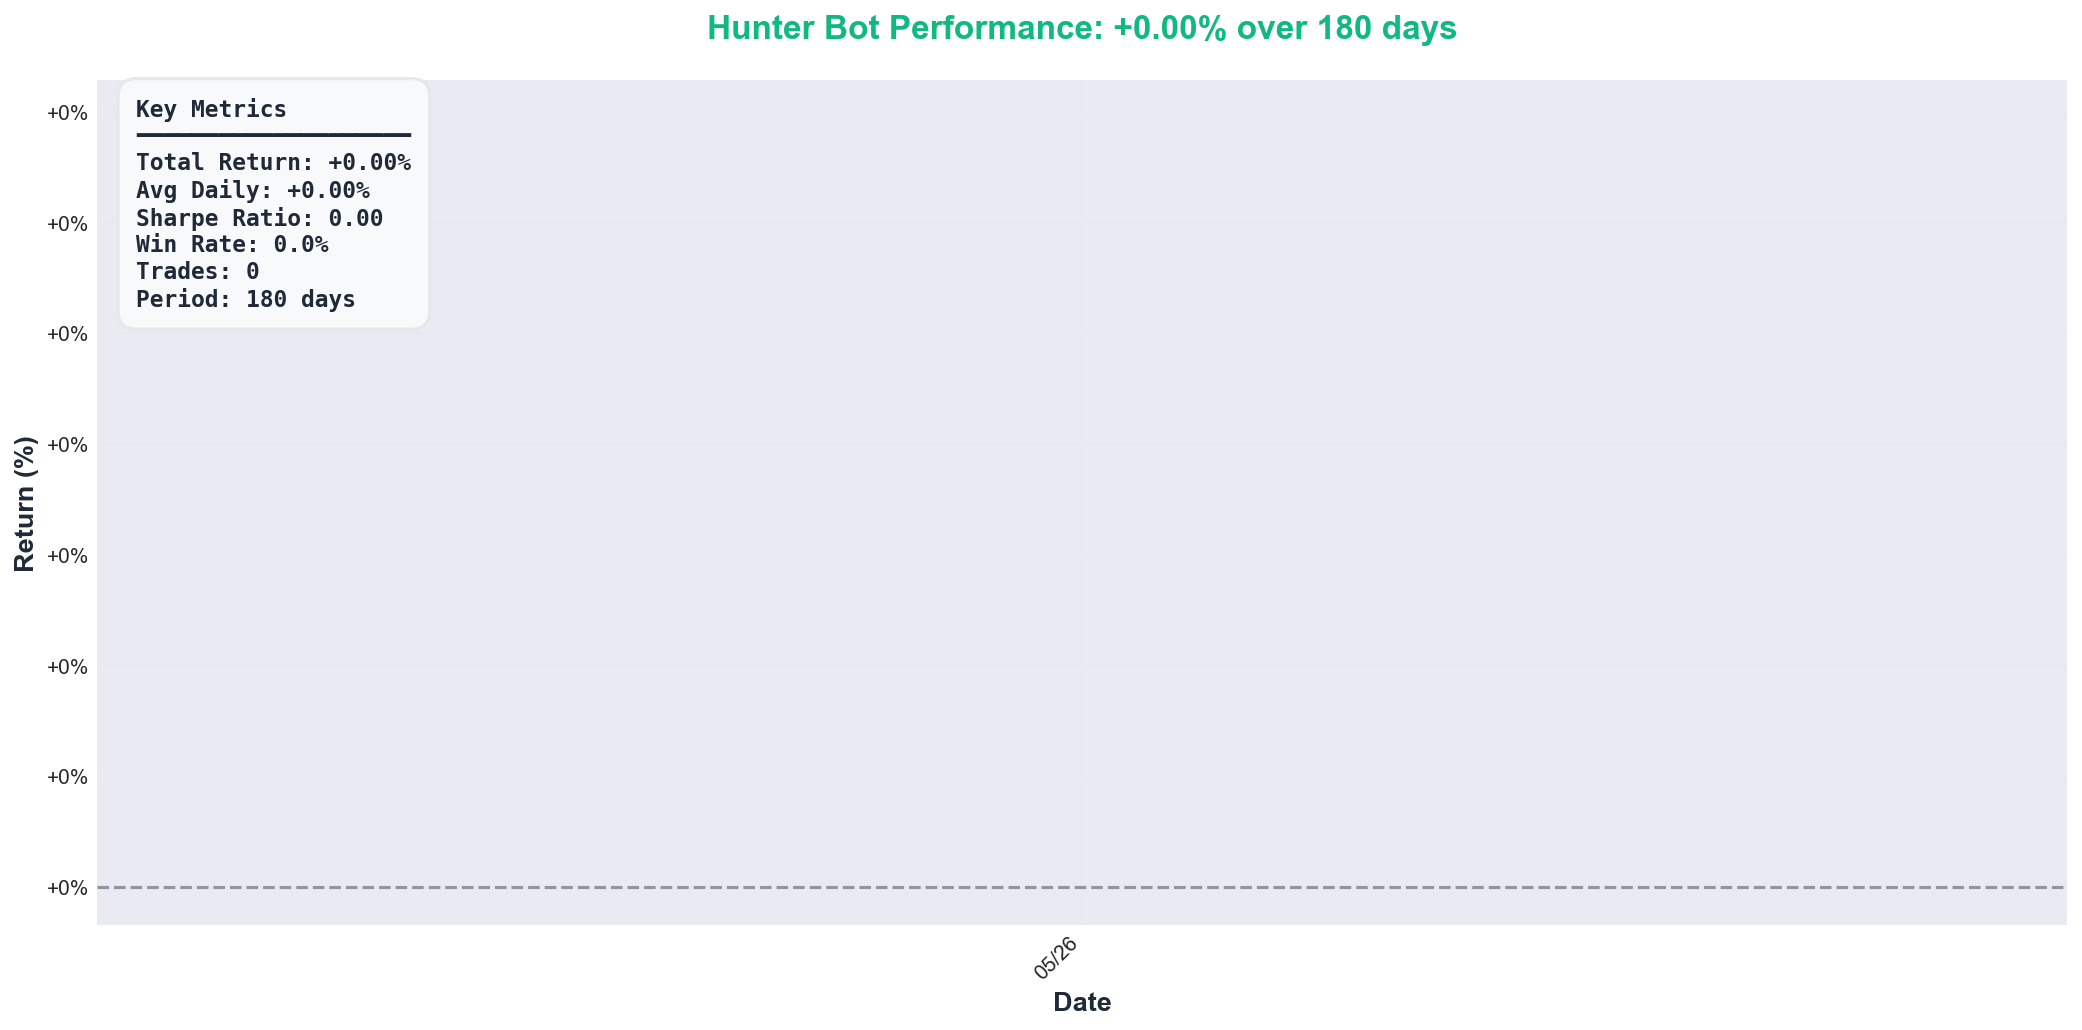 Hunter Bot Performance: +0.00% over 180 days
Key Metrics
Total Return: +0.00%
Avg Daily: +0.00%
Sharpe Ratio: 0.00
Win Rate: 0.0%
Trades: 0
Period: 180 days
+0%
+0%
+0%
+0%
+0%
+0%
+0%
+0%
Return (%)
05/26
Date